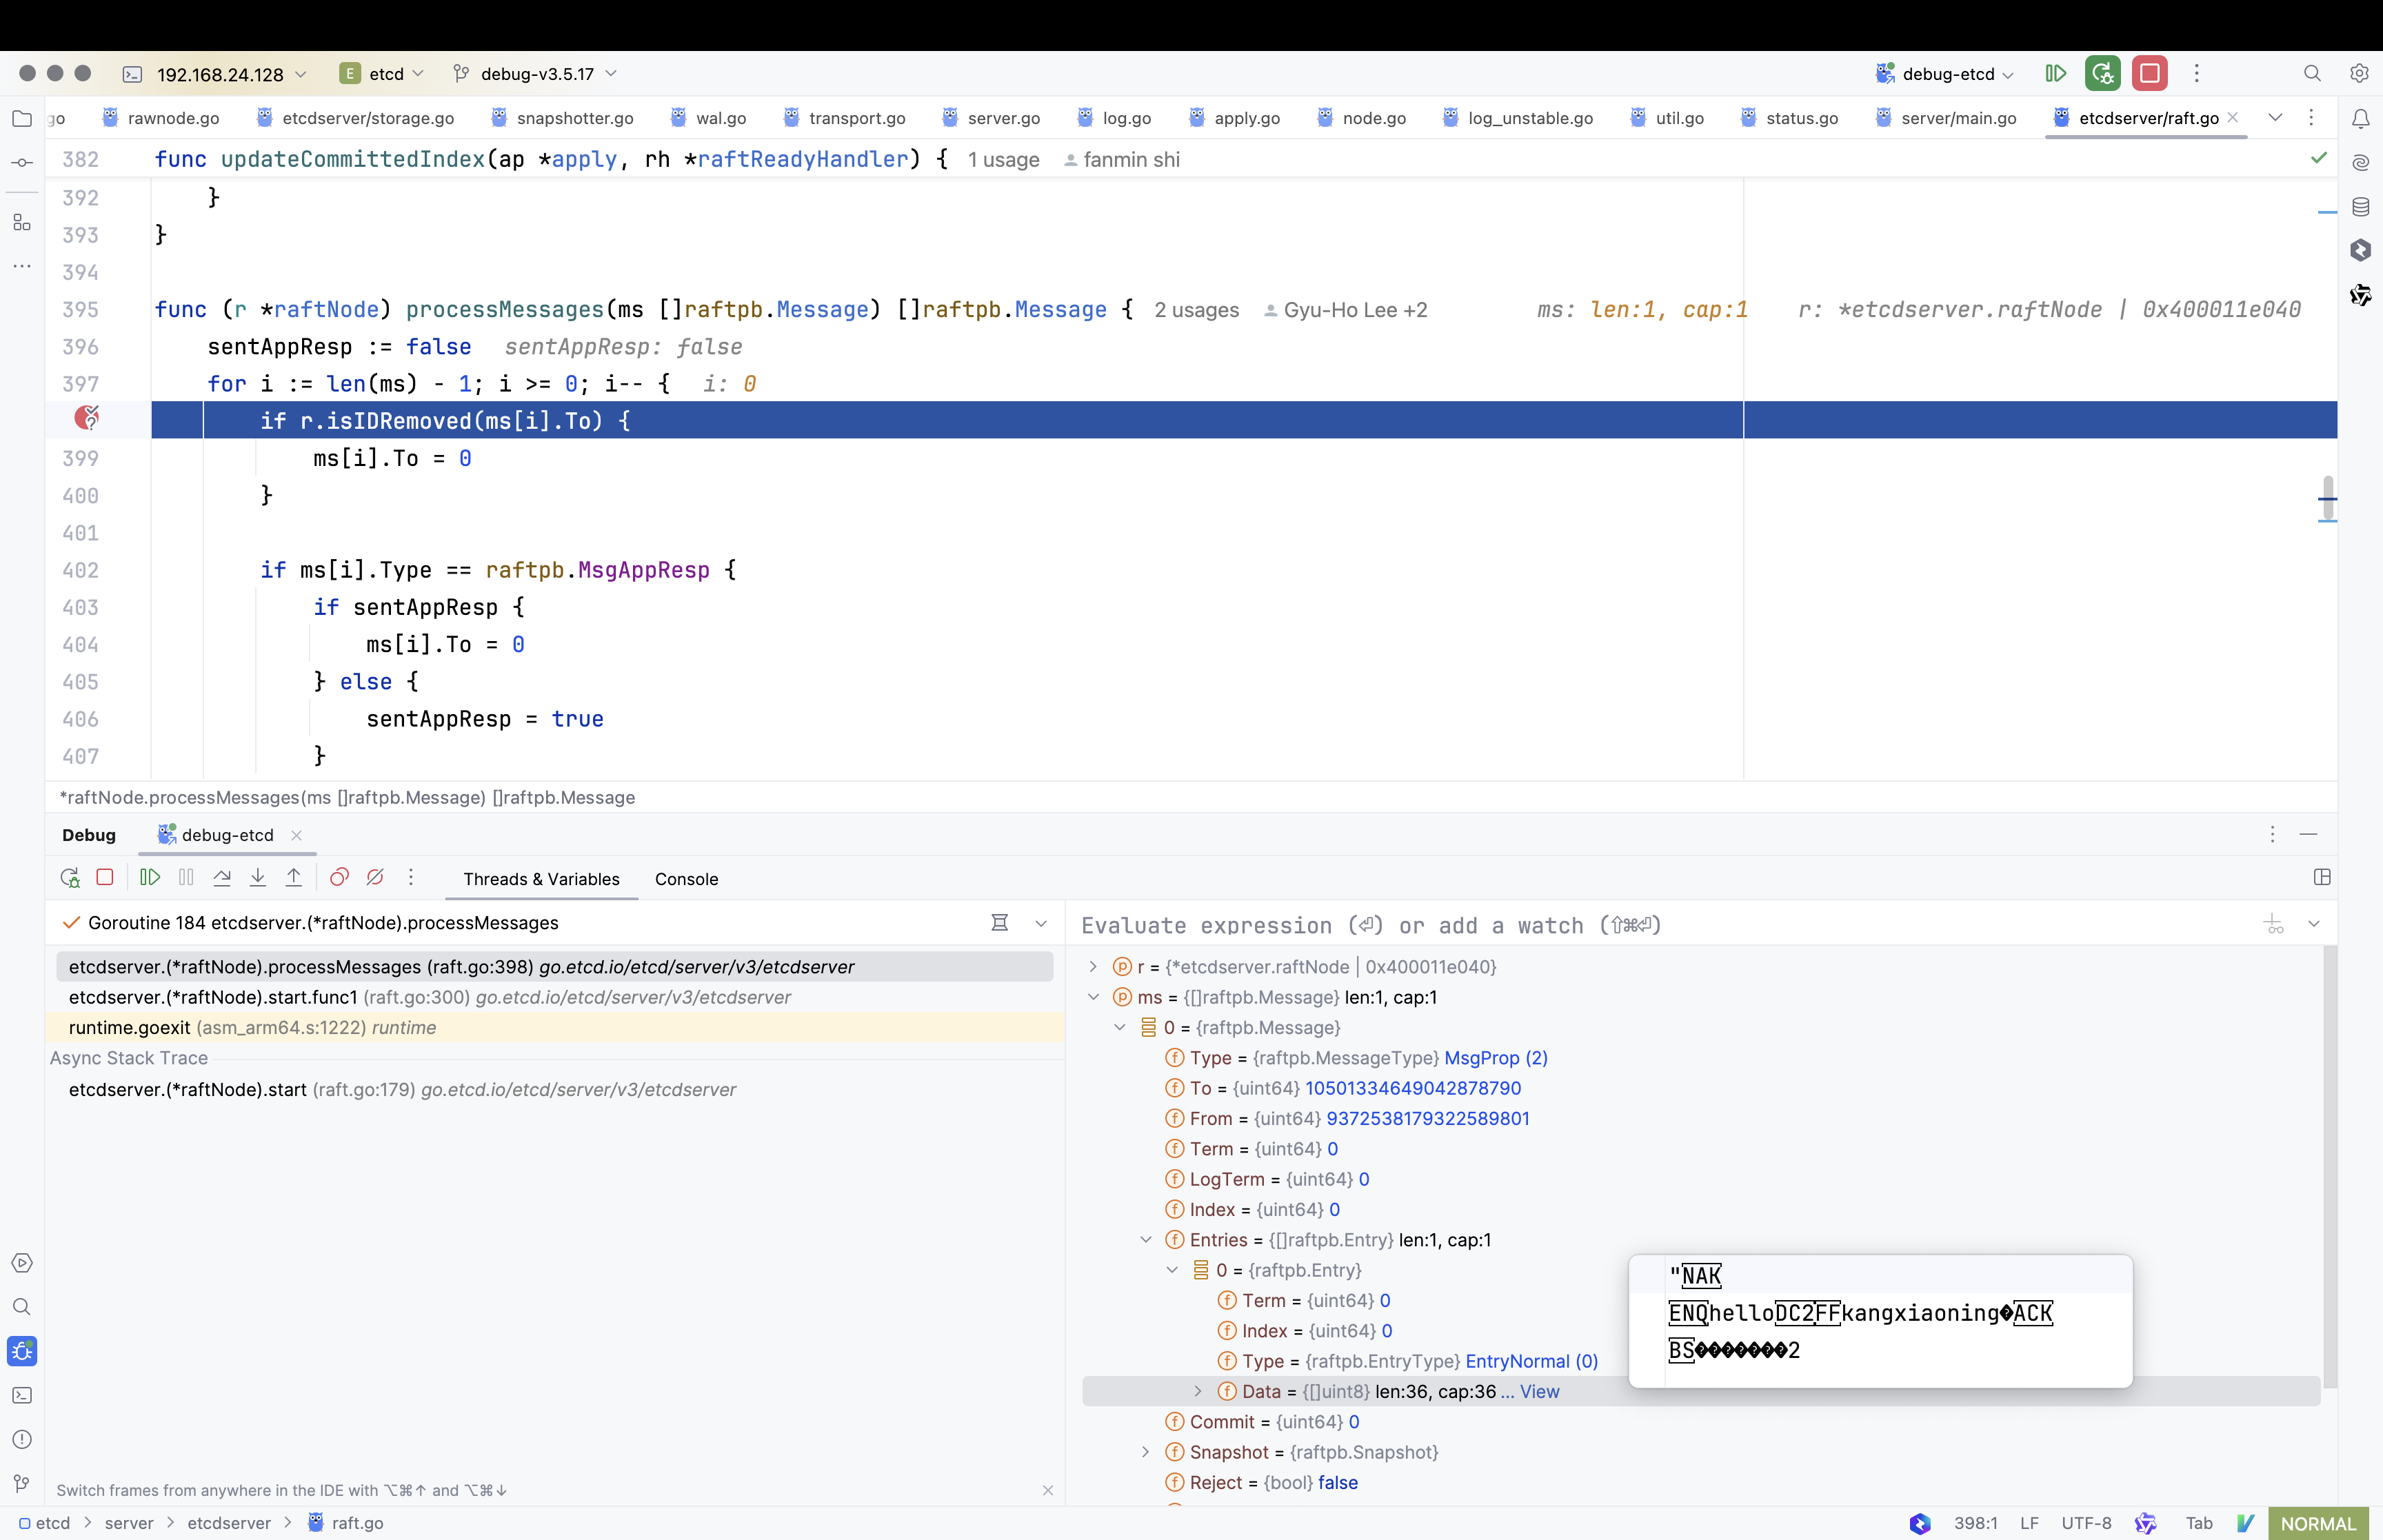 192.168.24.128
E etcd
debug-v3.5.17
debug-etcd
go
rawnode.go
etcdserver/storage.go
snapshotter.go
wal.go
transport.go
server.go
log.go
apply.go
node.go
log_unstable.go
util.go
status.go
server/main.go
etcdserver/raft.go
382 func updateCommittedIndex(ap *apply, rh *raftReadyHandler) { 1 usage fanmin shi
392 }
393 }
394
395 func (r *raftNode) processMessages(ms []raftpb.Message) []raftpb.Message { 2 usages Gyu-Ho Lee +2 ms: len:1, cap:1 r: *etcdserver.raftNode | 0x400011e040
396 sentAppResp := false sentAppResp: false
397 for i := len(ms) - 1; i >= 0; i-- { i: 0
if r.isIDRemoved(ms[i].To) {
399 ms[i].To = 0
400 }
401
402 if ms[i].Type == raftpb.MsgAppResp {
403 if sentAppResp {
404 ms[i].To = 0
405 } else {
406 sentAppResp = true
407 }
*raftNode.processMessages(ms []raftpb.Message) []raftpb.Message
Debug
debug-etcd
Threads & Variables
Console
Goroutine 184 etcdserver.(*raftNode).processMessages
etcdserver.(*raftNode).processMessages (raft.go:398) go.etcd.io/etcd/server/v3/etcdserver
etcdserver.(*raftNode).start.func1 (raft.go:300) go.etcd.io/etcd/server/v3/etcdserver
runtime.goexit (asm_arm64.s:1222) runtime
Async Stack Trace
etcdserver.(*raftNode).start (raft.go:179) go.etcd.io/etcd/server/v3/etcdserver
Switch frames from anywhere in the IDE with ⌥⌘↑ and ⌥⌘↓
Evaluate expression (⏎) or add a watch (⇧⌘⏎)
r = {*etcdserver.raftNode | 0x400011e040}
ms = {[]raftpb.Message} len:1, cap:1
0 = {raftpb.Message}
Type = {raftpb.MessageType} MsgProp (2)
To = {uint64} 10501334649042878790
From = {uint64} 9372538179322589801
Term = {uint64} 0
LogTerm = {uint64} 0
Index = {uint64} 0
Entries = {[]raftpb.Entry} len:1, cap:1
0 = {raftpb.Entry}
Term = {uint64} 0
Index = {uint64} 0
Type = {raftpb.EntryType} EntryNormal (0)
Data = {[]uint8} len:36, cap:36 ... View
Commit = {uint64} 0
Snapshot = {raftpb.Snapshot}
Reject = {bool} false
"NAK
ENQhelloDC2FFkangxiaoning�ACK
BS��������2
etcd > server > etcdserver > raft.go
398:1 LF UTF-8 Tab NORMAL